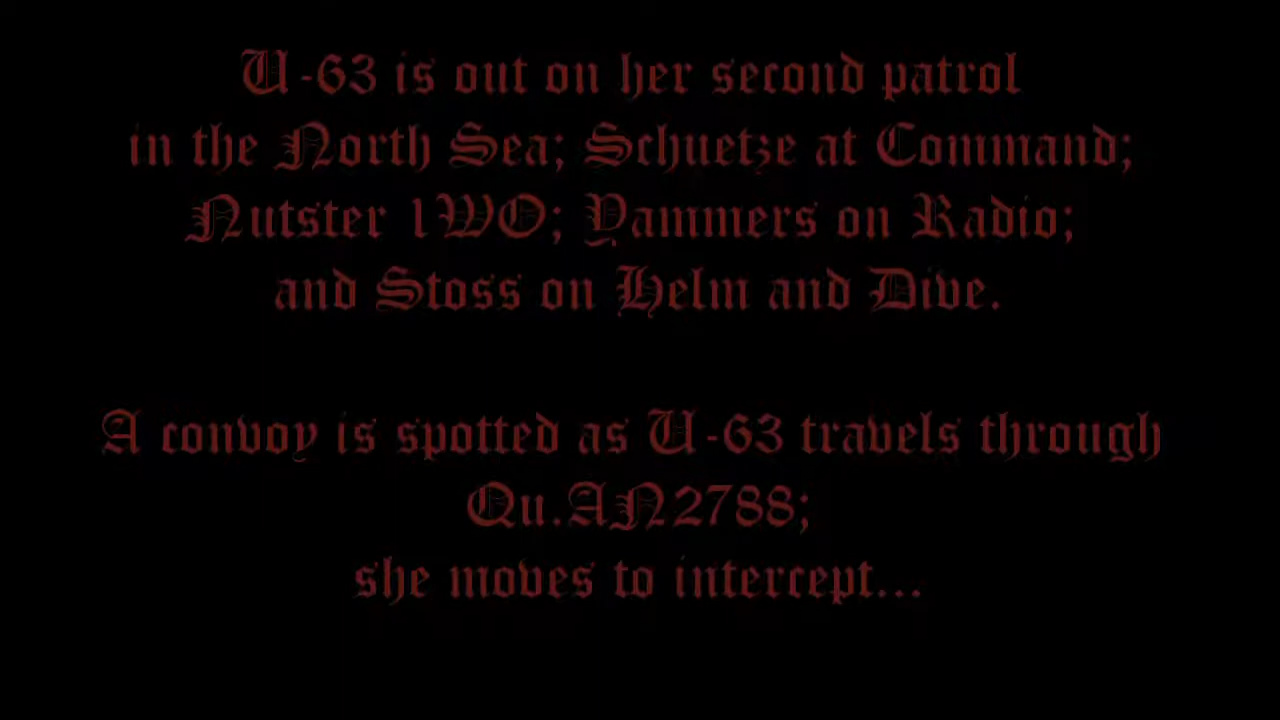 U-63 is out on her second patrol
in the North Sea; Schuetze at Command;
Nutster 1WO; Yammers on Radio;
and Stoss on Helm and Dive.
A convoy is spotted as U-63 travels through
Qu.AN2788;
she moves to intercept...